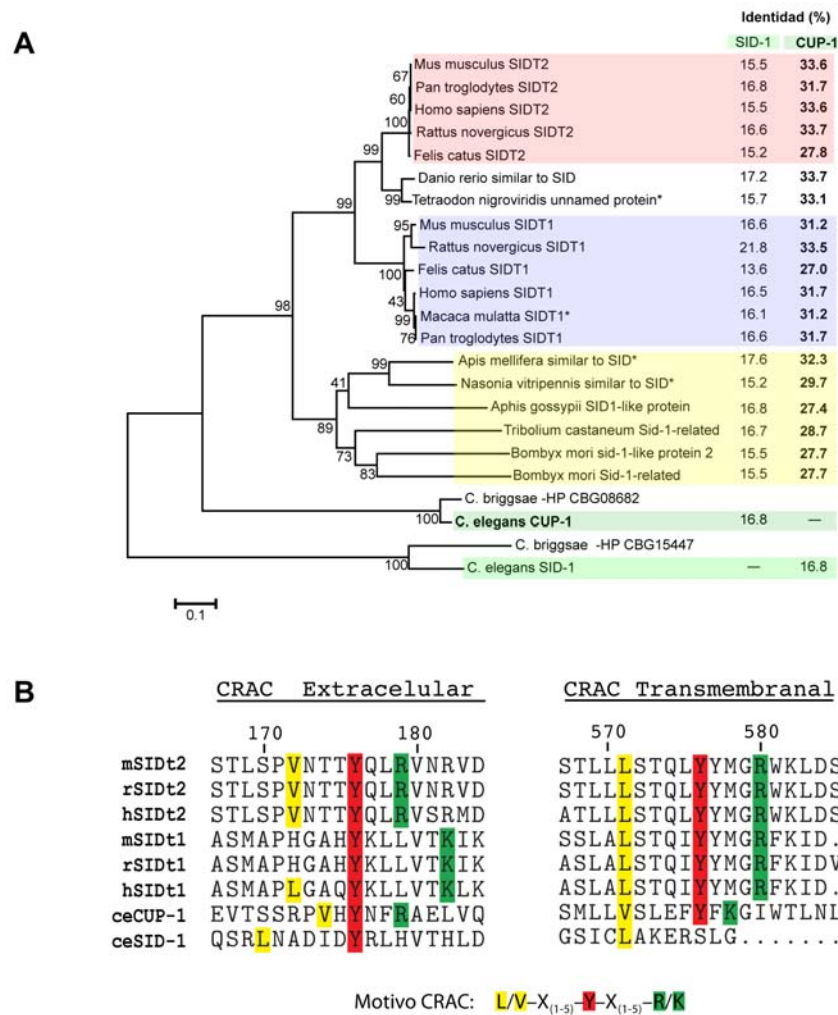 Identidad (%)
A
SID-1 CUP-1
Mus musculus SIDT2 15.5 33.6
67
Pan troglodytes SIDT2 16.8 31.7
60
Homo sapiens SIDT2 15.5 33.6
100
Rattus novergicus SIDT2 16.6 33.7
99
Felis catus SIDT2 15.2 27.8
Danio rerio similar to SID 17.2 33.7
99
Tetraodon nigroviridis unnamed protein* 15.7 33.1
99
95
Mus musculus SIDT1 16.6 31.2
Rattus novergicus SIDT1 21.8 33.5
100
Felis catus SIDT1 13.6 27.0
Homo sapiens SIDT1 16.5 31.7
43
98
Macaca mulatta SIDT1* 16.1 31.2
99
76
Pan troglodytes SIDT1 16.6 31.7
99
Apis mellifera similar to SID* 17.6 32.3
41
Nasonia vitripennis similar to SID* 15.2 29.7
Aphis gossypii SID1-like protein 16.8 27.4
89
Tribolium castaneum Sid-1-related 16.7 28.7
73
Bombyx mori sid-1-like protein 2 15.5 27.7
83
Bombyx mori Sid-1-related 15.5 27.7
C. briggsae -HP CBG08682
100
C. elegans CUP-1 16.8 —
C. briggsae -HP CBG15447
100
C. elegans SID-1 — 16.8
0.1
B
CRAC Extracelular CRAC Transmembranal
170 180 570 580
mSIDt2 STLSPVNTTYQLRVNRVD STLLLSTQLYYMGRWKLDS
rSIDt2 STLSPVNTTYQLRVNRVD STLLLSTQLYYMGRWKLDS
hSIDt2 STLSPVNTTYQLRVSRMD ATLLLSTQLYYMGRWKLDS
mSIDt1 ASMAPHGAHYKLLVTKIK SSLALSTQIYYMGRFKID.
rSIDt1 ASMAPHGAHYKLLVTKIK SSLALSTQIYYMGRFKIDV
hSIDt1 ASMAPLGAQYKLLVTKLK SSLALSTQIYYMGRFKID.
ceCUP-1 EVTSSRPVHYNFRAELVQ SMLLVSLEFYFKGIWTLNL
ceSID-1 QSRLNADIDYRLHVTHLD GSICLAKERSLG.......
Motivo CRAC: L/V–X(1-5)–Y–X(1-5)–R/K